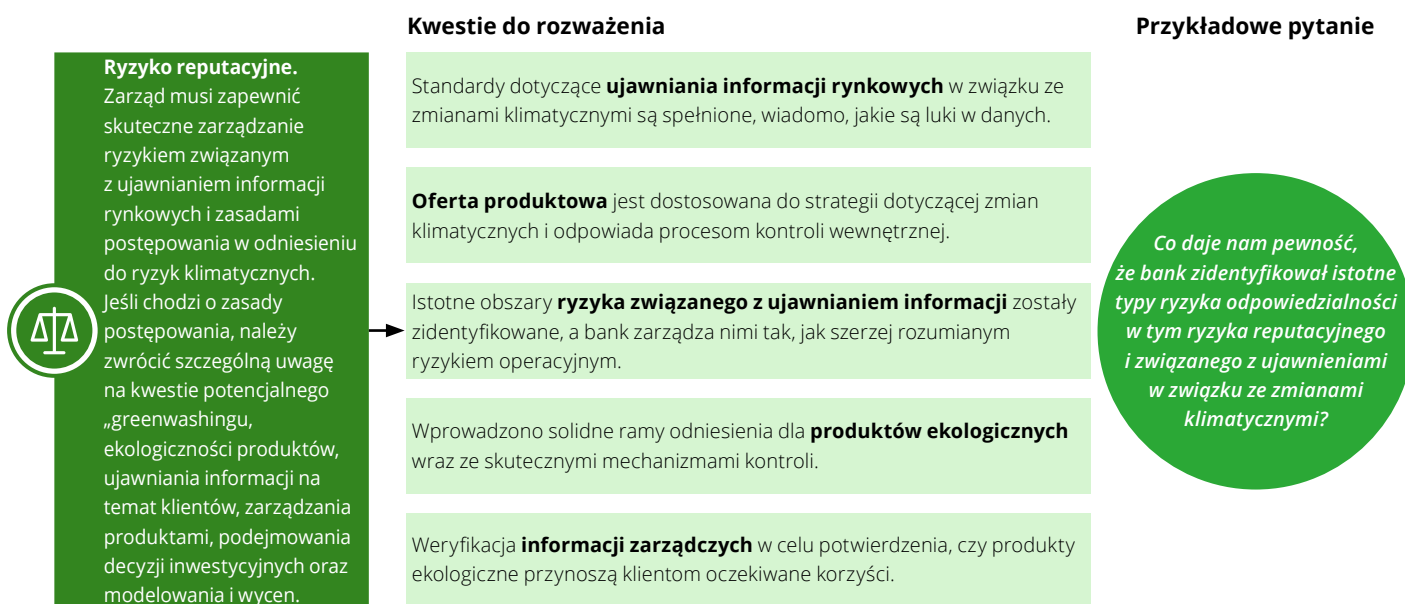 Kwestie do rozważenia
Przykładowe pytanie
Ryzyko reputacyjne.
Zarząd musi zapewnić
skuteczne zarządzanie
ryzykiem związanym
z ujawnianiem informacji
rynkowych i zasadami
postępowania w odniesieniu
do ryzyk klimatycznych.
Jeśli chodzi o zasady
postępowania, należy
zwrócić szczególną uwagę
na kwestie potencjalnego
„greenwashingu,
ekologiczności produktów,
ujawniania informacji na
temat klientów, zarządzania
produktami, podejmowania
decyzji inwestycyjnych oraz
modelowania i wycen.
Standardy dotyczące ujawniania informacji rynkowych w związku ze
zmianami klimatycznymi są spełnione, wiadomo, jakie są luki w danych.
Oferta produktowa jest dostosowana do strategii dotyczącej zmian
klimatycznych i odpowiada procesom kontroli wewnętrznej.
Istotne obszary ryzyka związanego z ujawnianiem informacji zostały
zidentyfikowane, a bank zarządza nimi tak, jak szerzej rozumianym
ryzykiem operacyjnym.
Wprowadzono solidne ramy odniesienia dla produktów ekologicznych
wraz ze skutecznymi mechanizmami kontroli.
Weryfikacja informacji zarządczych w celu potwierdzenia, czy produkty
ekologiczne przynoszą klientom oczekiwane korzyści.
Co daje nam pewność,
że bank zidentyfikował istotne
typy ryzyka odpowiedzialności
w tym ryzyka reputacyjnego
i związanego z ujawnieniami
w związku ze zmianami
klimatycznymi?